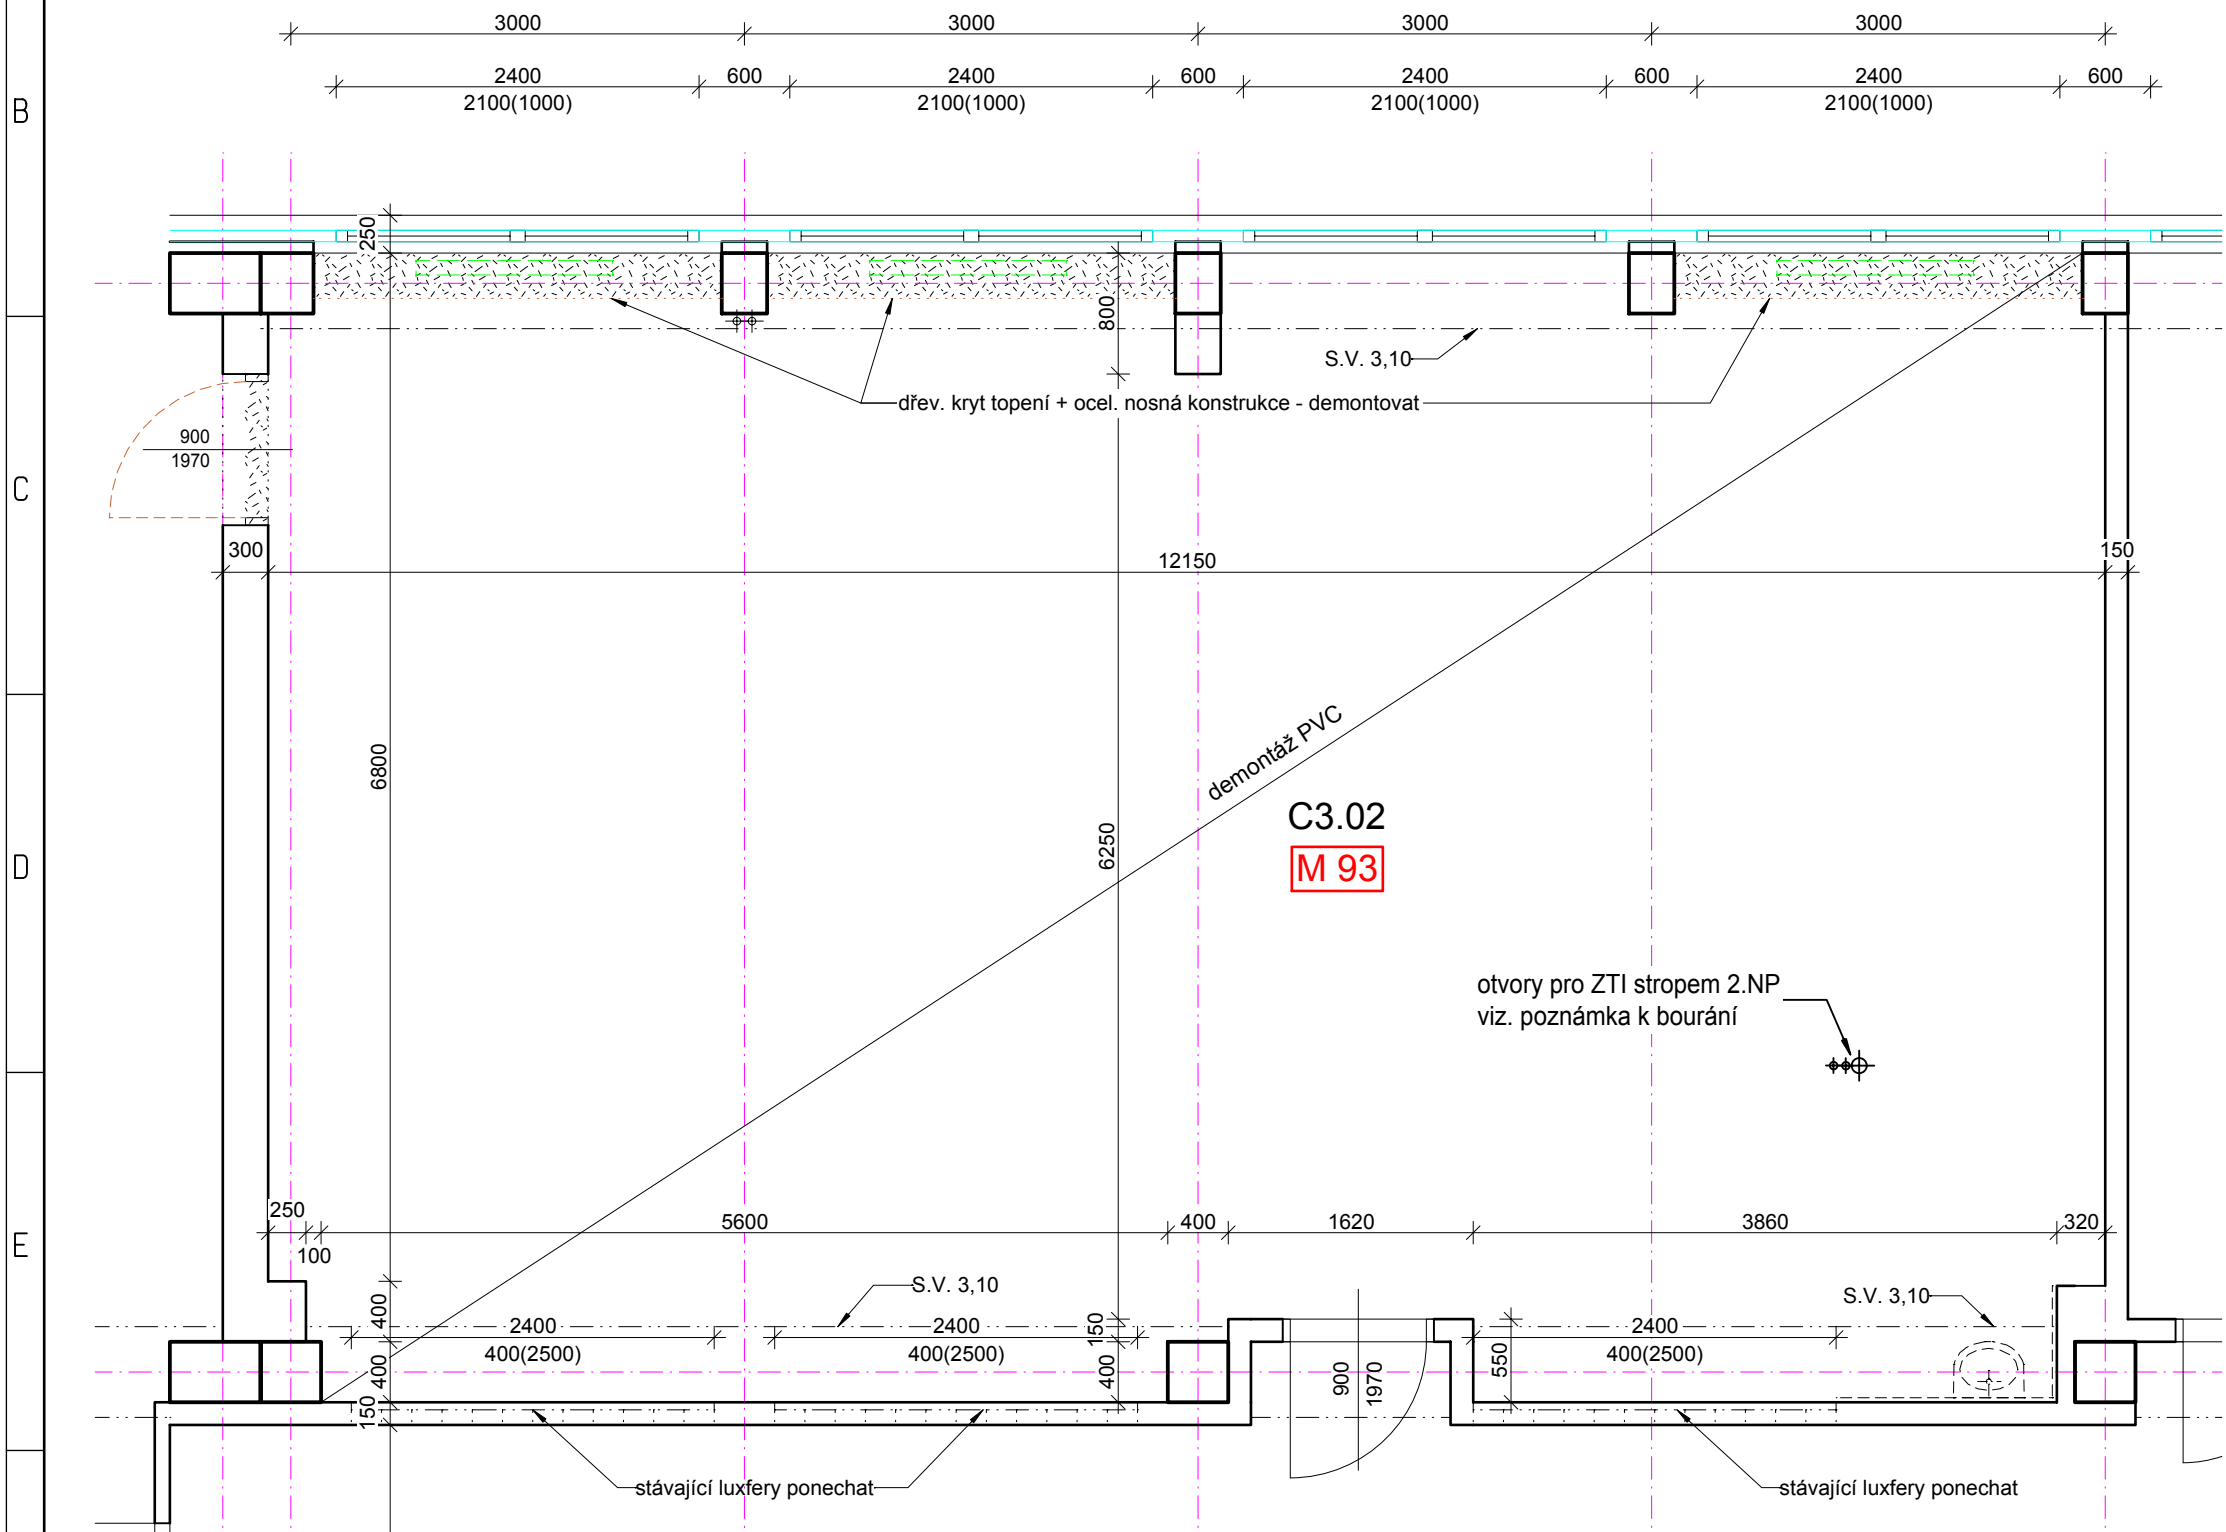 3000 3000 3000 3000
2400 600 2400 600 2400 600 2400 600
2100(1000) 2100(1000) 2100(1000) 2100(1000)
B
250
800
S.V. 3,10
dřev. kryt topení + ocel. nosná konstrukce - demontovat
900
1970
C
300 12150 150
6800
demontáž PVC
C3.02
6250
M 93
D
otvory pro ZTI stropem 2.NP
viz. poznámka k bourání
250 5600 400 1620 3860 320
100
E
S.V. 3,10
S.V. 3,10
400 2400 2400 150 2400
400(2500) 400(2500) 400(2500)
400 400 900 1970 550
150
stávající luxfery ponechat
stávající luxfery ponechat